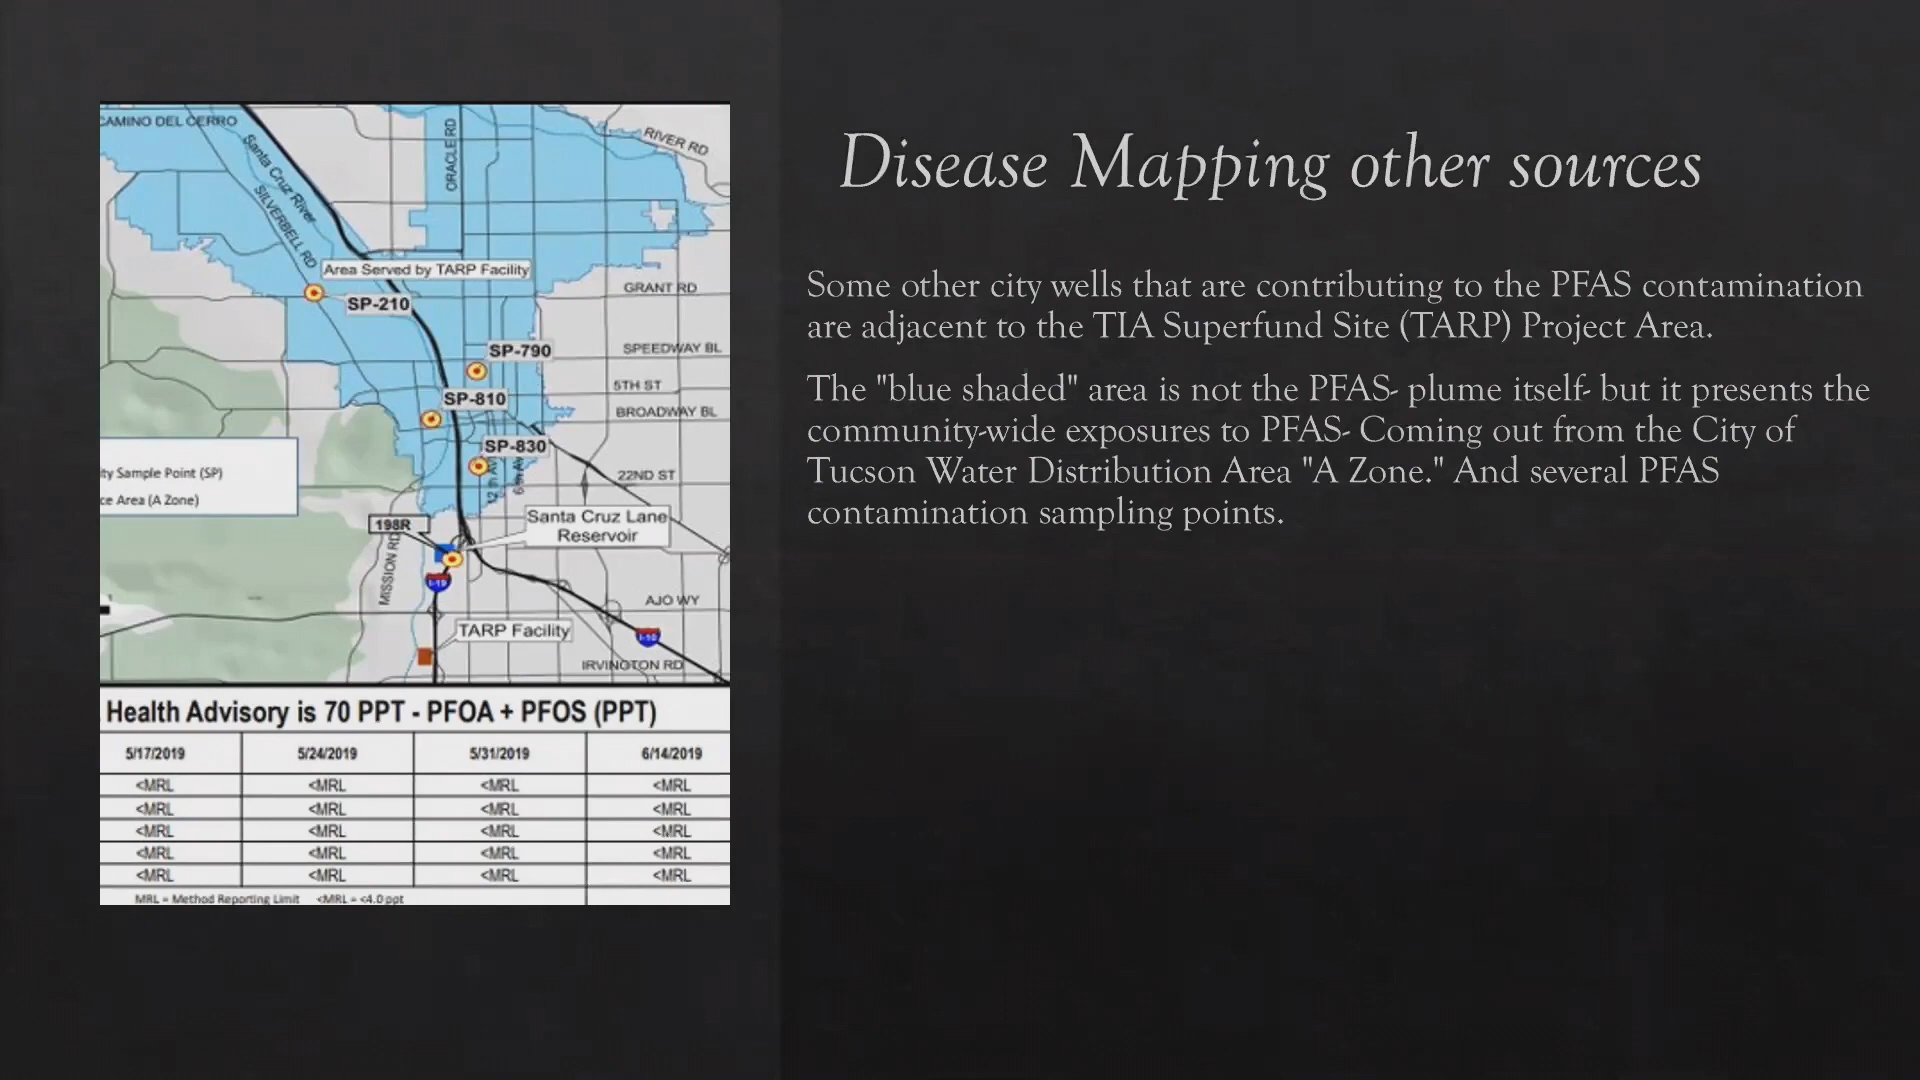 Disease Mapping other sources
Some other city wells that are contributing to the PFAS contamination
are adjacent to the TIA Superfund Site (TARP) Project Area.
The "blue shaded" area is not the PFAS- plume itself- but it presents the
community-wide exposures to PFAS- Coming out from the City of
Tucson Water Distribution Area "A Zone." And several PFAS
contamination sampling points.
CAMINO DEL CERRO
Santa Cruz River
SILVERBELL RD
ORACLE RD
RIVER RD
Area Served by TARP Facility
SP-210
GRANT RD
SP-790
SPEEDWAY BL
5TH ST
SP-810
BROADWAY BL
SP-830
12 th AV
22ND ST
ity Sample Point (SP)
ce Area (A Zone)
198R
Santa Cruz Lane
Reservoir
MISSION RD
I-19
AJO WY
TARP Facility
I-10
IRVINGTON RD
Health Advisory is 70 PPT - PFOA + PFOS (PPT)
5/17/2019 5/24/2019 5/31/2019 6/14/2019
<MRL <MRL <MRL <MRL
<MRL <MRL <MRL <MRL
<MRL <MRL <MRL <MRL
<MRL <MRL <MRL <MRL
<MRL <MRL <MRL <MRL
MRL = Method Reporting Limit <MRL = <4.0 ppt